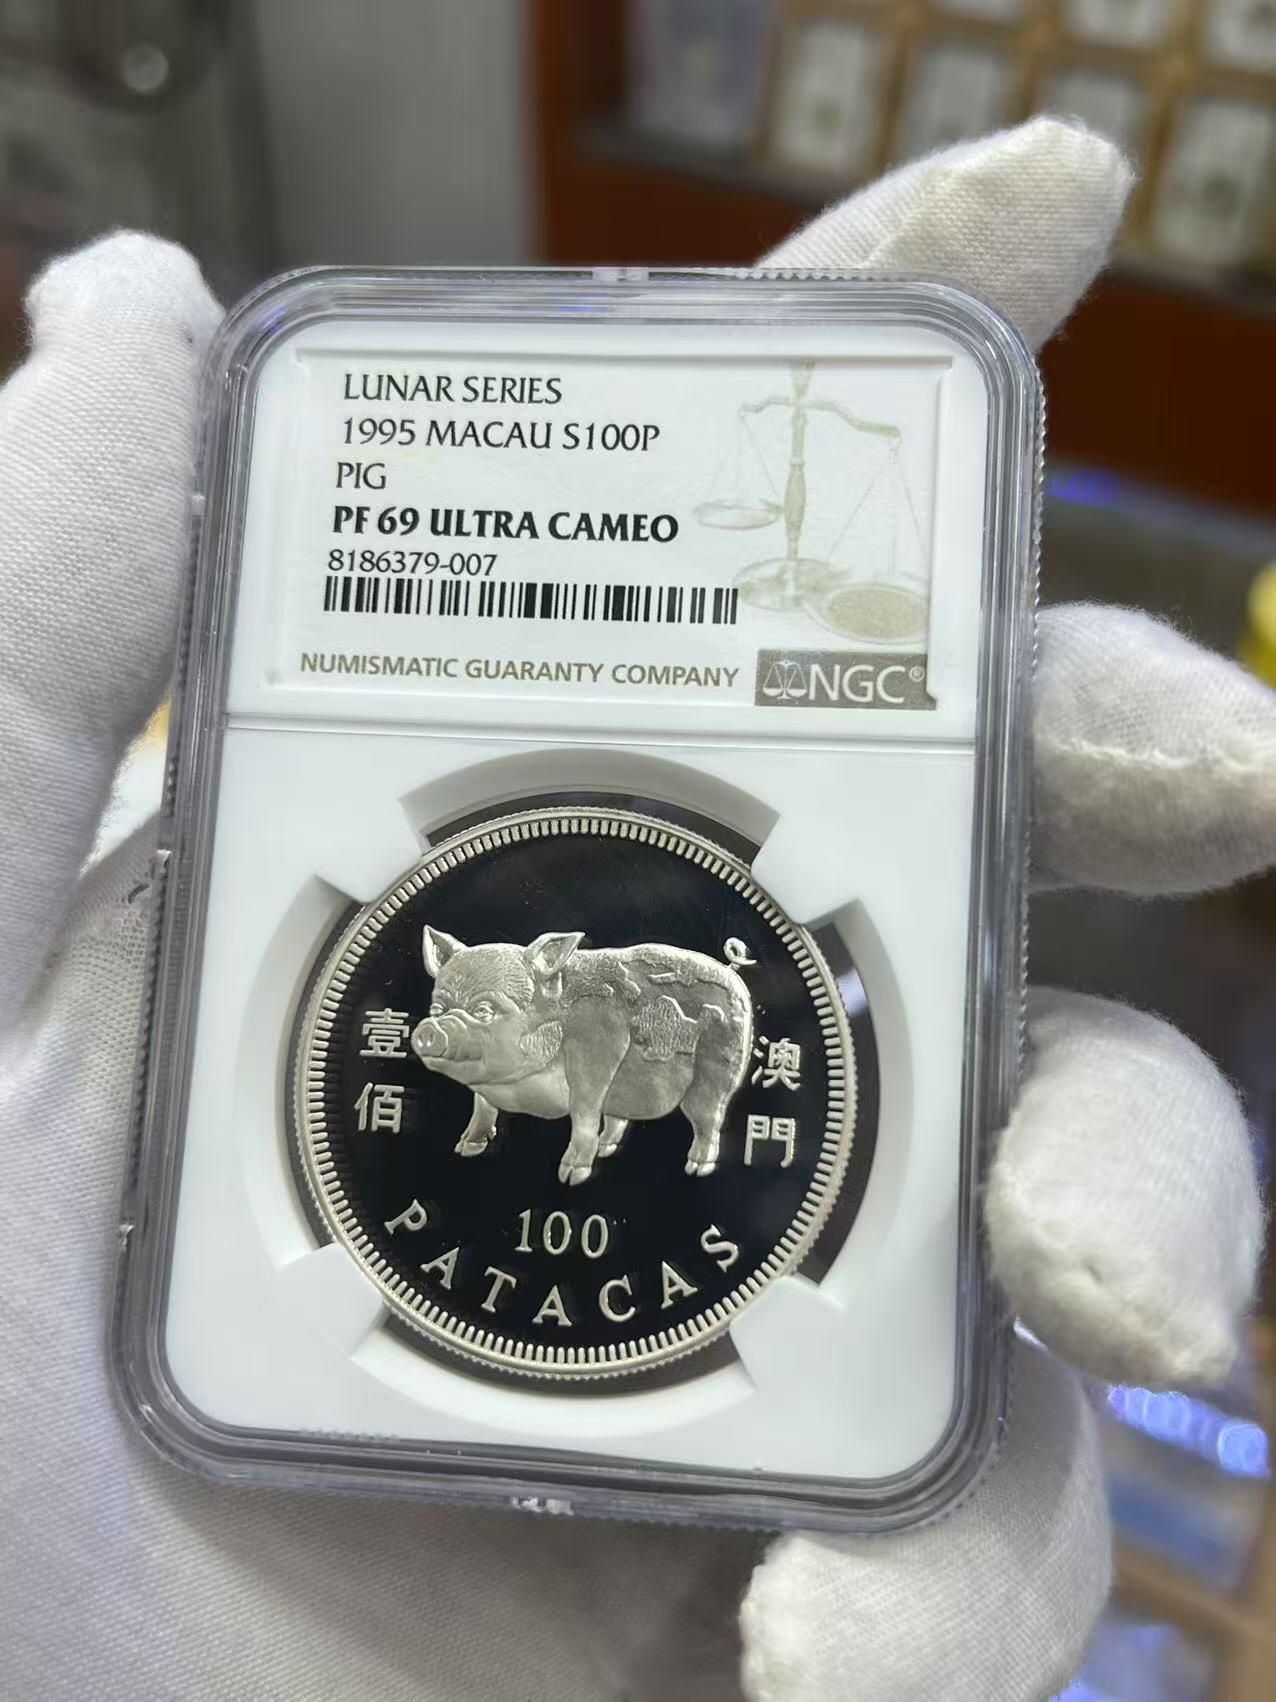 LUNAR SERIES
1995 MACAU S100P
PIG
PF 69 ULTRA CAMEO
8186379-007
NUMISMATIC GUARANTY COMPANY
NGC®
壹佰
澳門
100
PATACAS